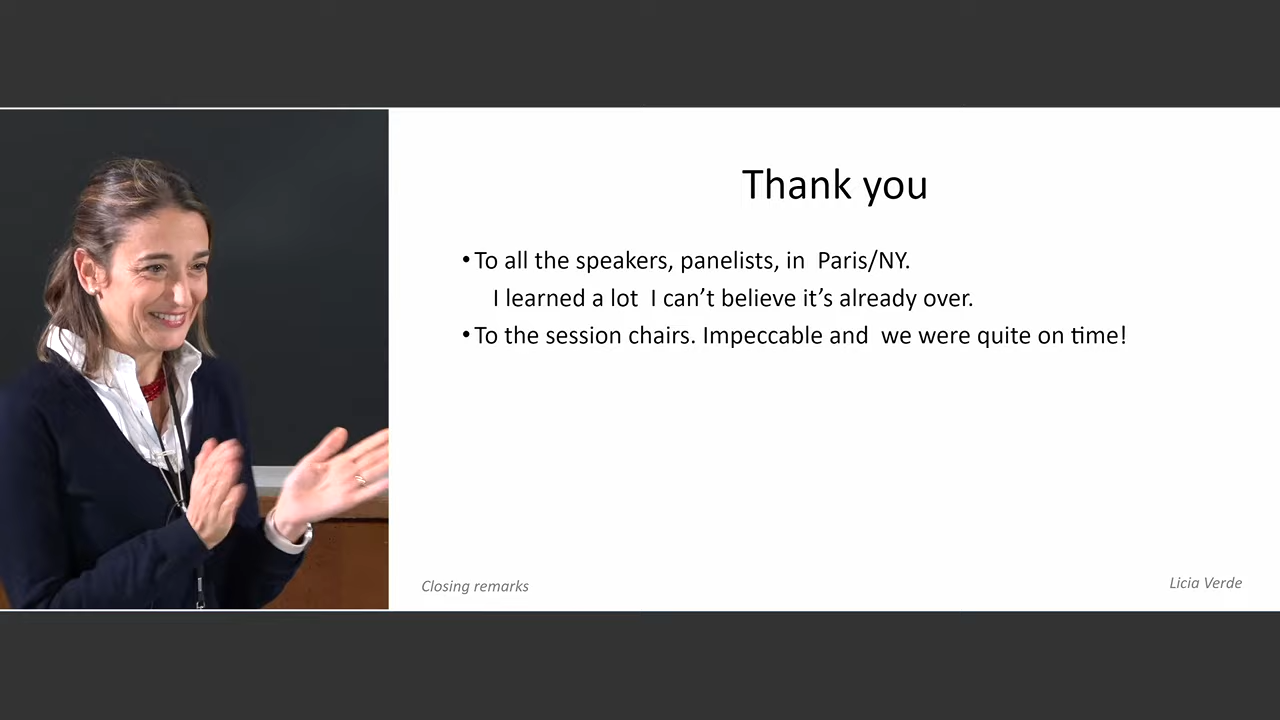 Thank you
•To all the speakers, panelists, in  Paris/NY.
I learned a lot  I can’t believe it’s already over.
•To the session chairs. Impeccable and  we were quite on time!
Closing remarks
Licia Verde